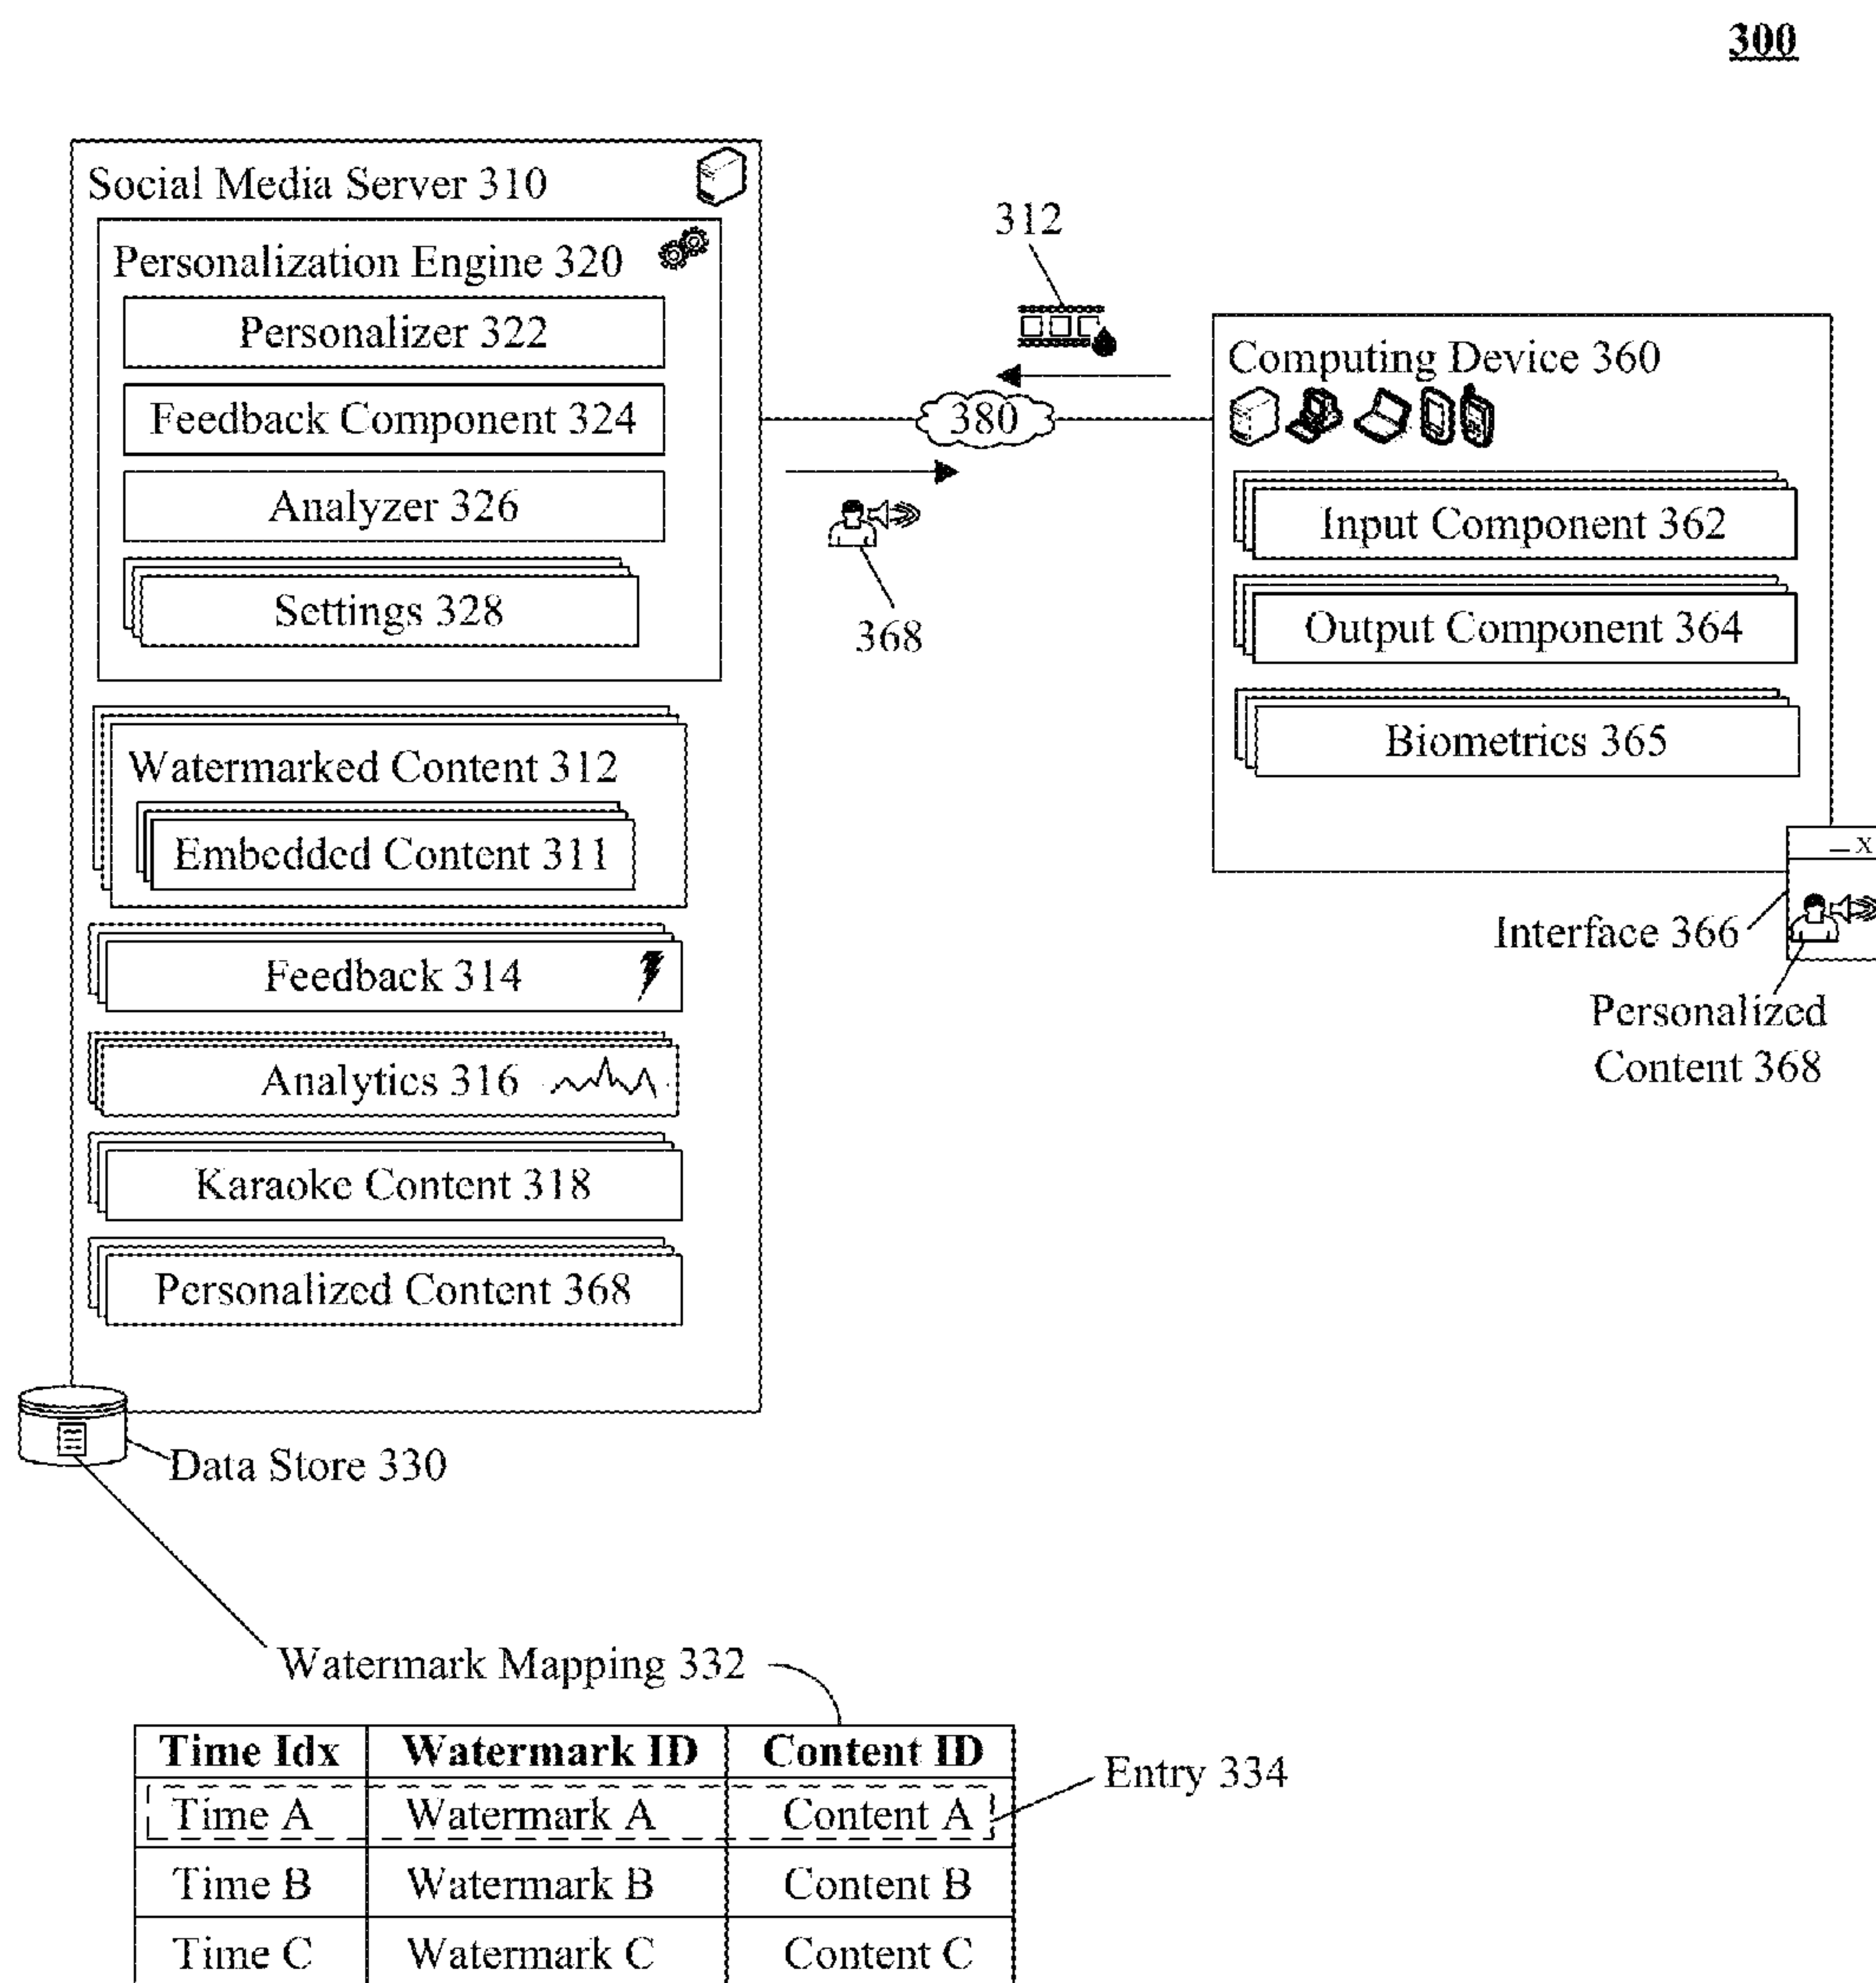 300
Social Media Server 310
Personalization Engine 320
Personalizer 322
Feedback Component 324
Analyzer 326
Settings 328
Watermarked Content 312
Embedded Content 311
Feedback 314
Analytics 316
Karaoke Content 318
Personalized Content 368
312
380
368
Computing Device 360
Input Component 362
Output Component 364
Biometrics 365
_ X
Interface 366
Personalized
Content 368
Data Store 330
Watermark Mapping 332
Time Idx Watermark ID Content ID
Time A Watermark A Content A
Entry 334
Time B Watermark B Content B
Time C Watermark C Content C